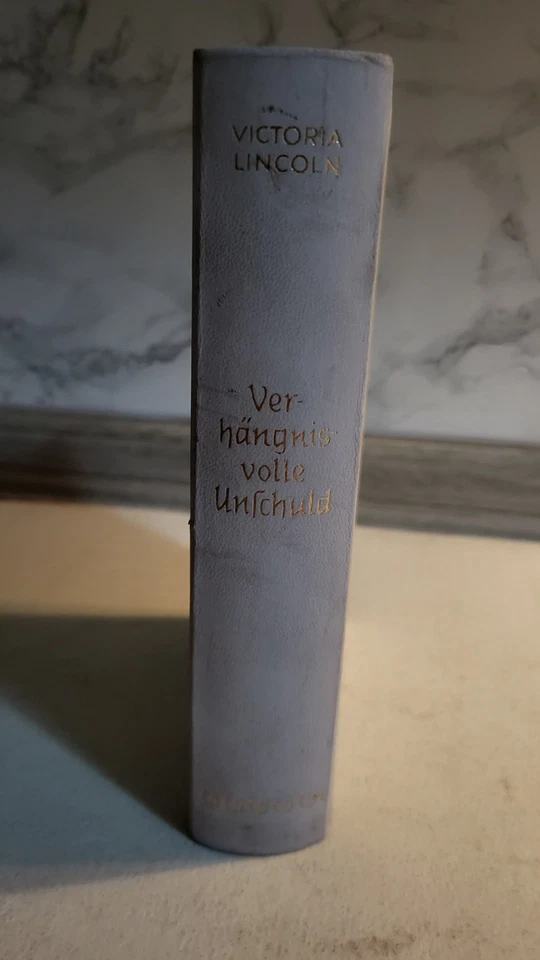 VICTORIA
LINCOLN
Ver-
hängnis
volle
Unſchuld